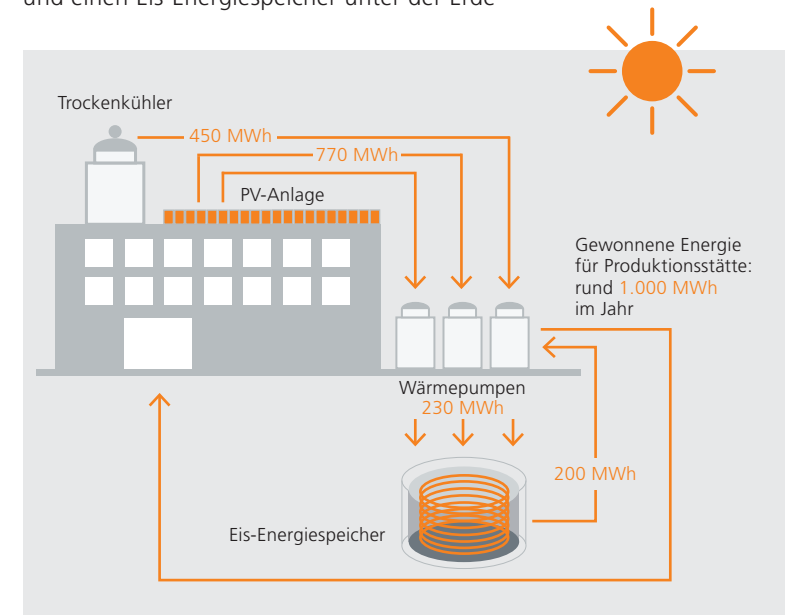 und einen Eis-Energiespeicher unter der Erde
Trockenkühler
450 MWh
770 MWh
PV-Anlage
Gewonnene Energie
für Produktionsstätte:
rund 1.000 MWh
im Jahr
Wärmepumpen
230 MWh
200 MWh
Eis-Energiespeicher